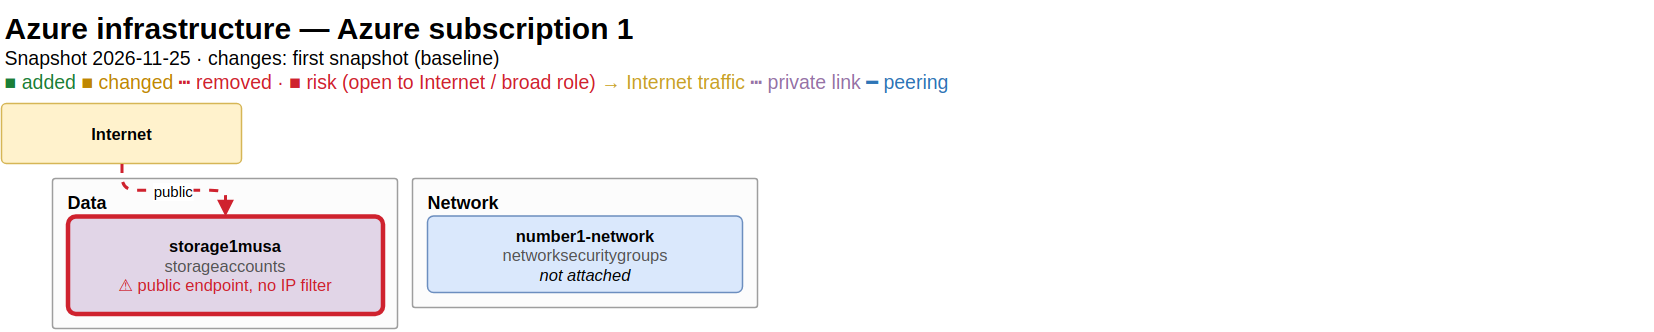 Azure infrastructure — Azure subscription 1
Snapshot 2026-11-25 · changes: first snapshot (baseline)
■ added ■ changed ┅ removed · ■ risk (open to Internet / broad role) → Internet traffic ┅ private link ━ peering
Internet
public
Data
storage1musa
storageaccounts
⚠ public endpoint, no IP filter
Network
number1-network
networksecuritygroups
not attached